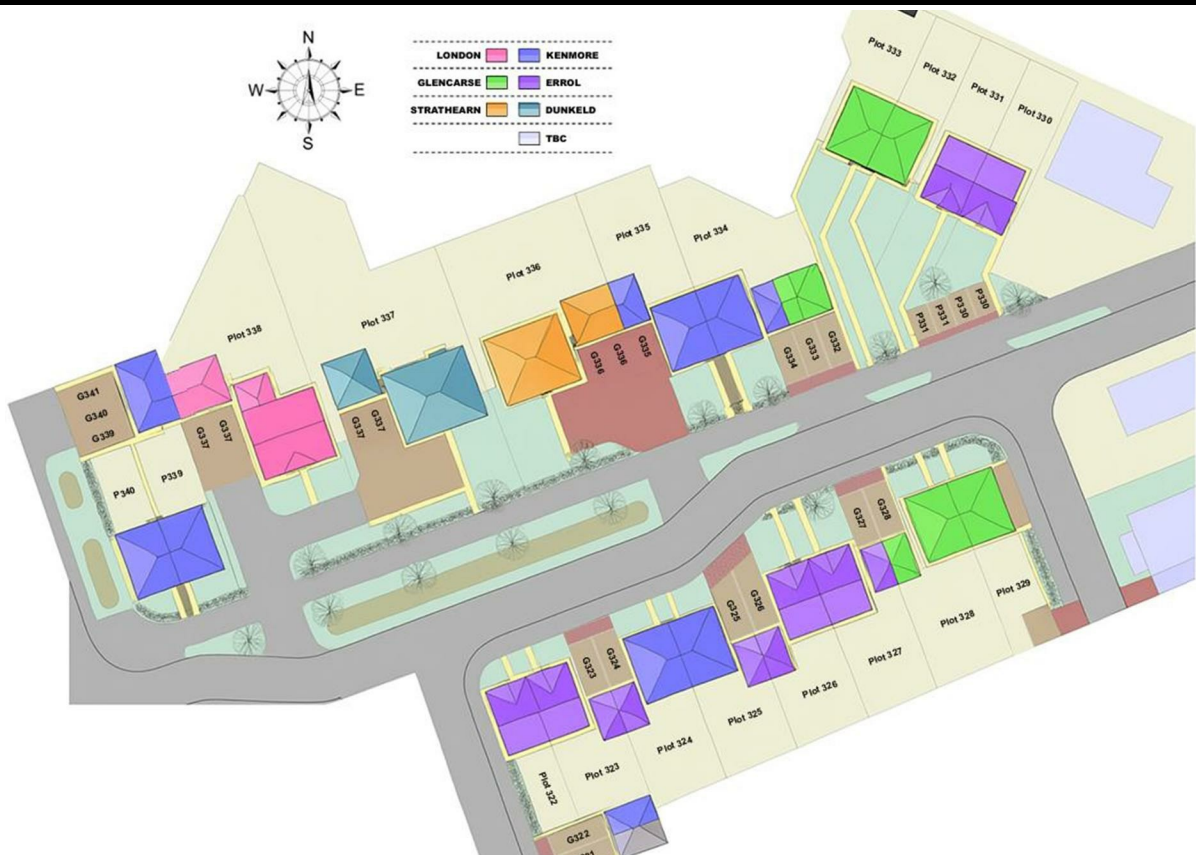 N
W
E
S
LONDON KENMORE
GLENCARSE ERROL
STRATHEARN DUNKELD
TBC
Plot 333
Plot 332
Plot 331
Plot 330
Plot 335
Plot 334
Plot 336
Plot 337
Plot 338
P331
P331
P330
P330
G336
G336
G335
G334
G333
G332
G341
G340
G339
G337
G337
G337
G337
P340
P339
G327
G328
G325
G326
G323
G324
Plot 329
Plot 328
Plot 327
Plot 326
Plot 325
Plot 324
Plot 323
Plot 322
G322